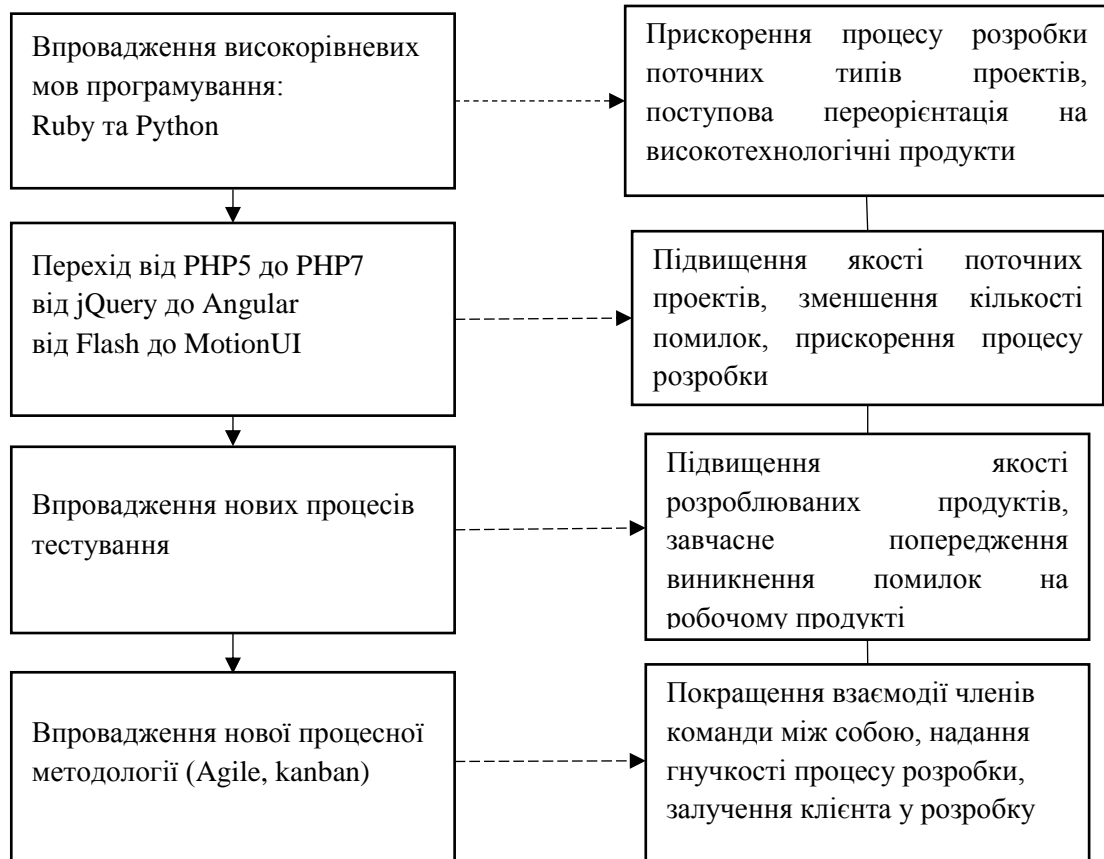 Впровадження високорівневих
мов програмування:
Ruby та Python
Прискорення процесу розробки
поточних типів проектів,
поступова переорієнтація на
високотехнологічні продукти
Перехід від PHP5 до PHP7
від jQuery до Angular
від Flash до MotionUI
Підвищення якості поточних
проектів, зменшення кількості
помилок, прискорення процесу
розробки
Впровадження нових процесів
тестування
Підвищення якості
розроблюваних продуктів,
завчасне попередження
виникнення помилок на
робочому продукті
Впровадження нової процесної
методології (Agile, kanban)
Покращення взаємодії членів
команди між собою, надання
гнучкості процесу розробки,
залучення клієнта у розробку